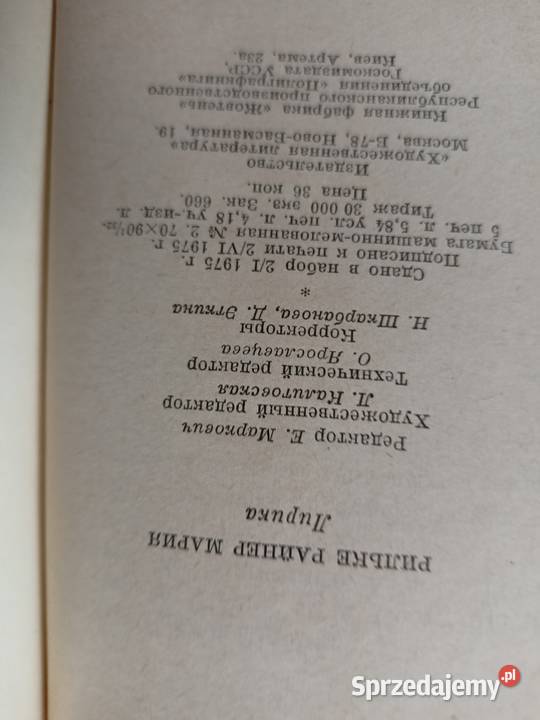 РИЛЬКЕ РАЙНЕР МАРИЯ
Лирика
Редактор Е. Маркович
Художественный редактор
Л. Калитовская
Технический редактор
О. Ярославцева
Корректоры
Н. Шкарбанова, Д. Эткина
*
Сдано в набор 2/I 1975 г.
Подписано к печати 2/VI 1975 г.
Бумага машинно-мелованная № 2. 70×90¹/₃₂.
5 печ. л. 5,84 усл. печ. л. 4,18 уч.-изд. л.
Тираж 30 000 экз. Зак. 660.
Цена 36 коп.
Издательство
«Художественная литература»
Москва, Б-78, Ново-Басманная, 19.
Книжная фабрика «Жовтень»
Республиканского производственного
объединения «Полиграфкнига»
Госкомиздата УССР,
Киев, Артема, 23а.
Sprzedajemy.pl